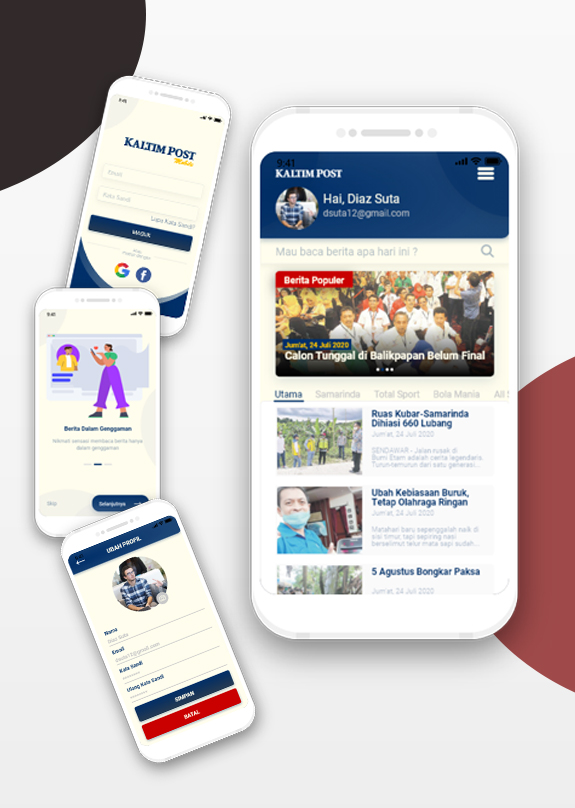 9:41
KALTIM POST
Mobile
Email
Kata Sandi
Lupa Kata Sandi?
MASUK
9:41
Berita Dalam Genggaman
Nikmati sensasi membaca berita hanya
dalam genggaman
Skip
Selanjutnya
UBAH PROFIL
Nama
Diaz Suta
Email
dsuta12@gmail.com
Kata Sandi
Ulang Kata Sandi
SIMPAN
BATAL
9:41
KALTIM POST
Hai, Diaz Suta
dsuta12@gmail.com
Mau baca berita apa hari ini ?
Berita Populer
Jum'at, 24 Juli 2020
Calon Tunggal di Balikpapan Belum Final
Utama Samarinda Total Sport Bola Mania All S
Ruas Kubar-Samarinda
Dihiasi 660 Lubang
Jum'at, 24 Juli 2020
SENDAWAR - Jalan rusak di
Bumi Etam adalah cerita legendaris.
Turun-temurun dari satu generasi...
Ubah Kebiasaan Buruk,
Tetap Olahraga Ringan
Jum'at, 24 Juli 2020
Matahari baru sepenggelah naik di
sisi timur, tapi sepiring nasi
berselimut telur mata sapi sudah...
5 Agustus Bongkar Paksa
Jum'at, 24 Juli 2020